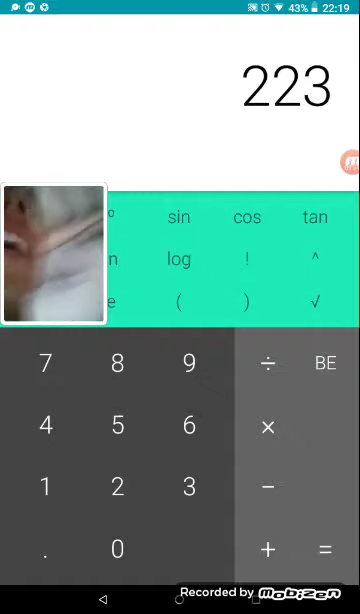 43% 22:19
223
º sin cos tan
n log ! ^
e ( ) √
7 8 9 ÷ BE
4 5 6 ×
1 2 3 −
. 0 + =
Recorded by mobizen